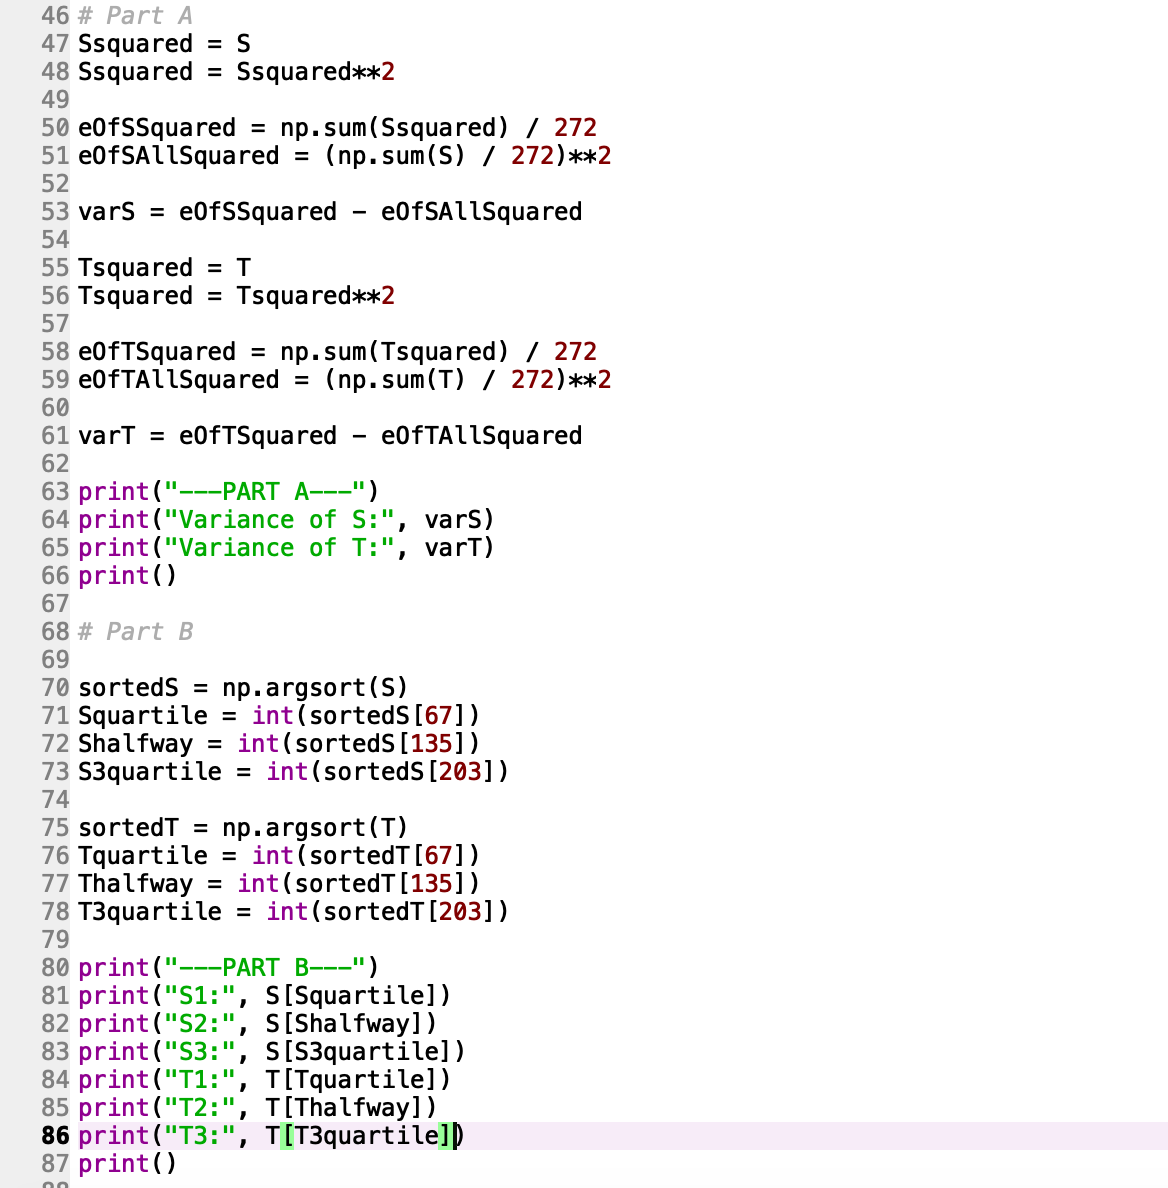 46 # Part A
47 Ssquared = S
48 Ssquared = Ssquared**2
49
50 eOfSSquared = np.sum(Ssquared) / 272
51 eOfSAllSquared = (np.sum(S) / 272)**2
52
53 varS = eOfSSquared - eOfSAllSquared
54
55 Tsquared = T
56 Tsquared = Tsquared**2
57
58 eOfTSquared = np.sum(Tsquared) / 272
59 eOfTAllSquared = (np.sum(T) / 272)**2
60
61 varT = eOfTSquared - eOfTAllSquared
62
63 print("---PART A---")
64 print("Variance of S:", varS)
65 print("Variance of T:", varT)
66 print()
67
68 # Part B
69
70 sortedS = np.argsort(S)
71 Squartile = int(sortedS[67])
72 Shalfway = int(sortedS[135])
73 S3quartile = int(sortedS[203])
74
75 sortedT = np.argsort(T)
76 Tquartile = int(sortedT[67])
77 Thalfway = int(sortedT[135])
78 T3quartile = int(sortedT[203])
79
80 print("---PART B---")
81 print("S1:", S[Squartile])
82 print("S2:", S[Shalfway])
83 print("S3:", S[S3quartile])
84 print("T1:", T[Tquartile])
85 print("T2:", T[Thalfway])
86 print("T3:", T[T3quartile])
87 print()